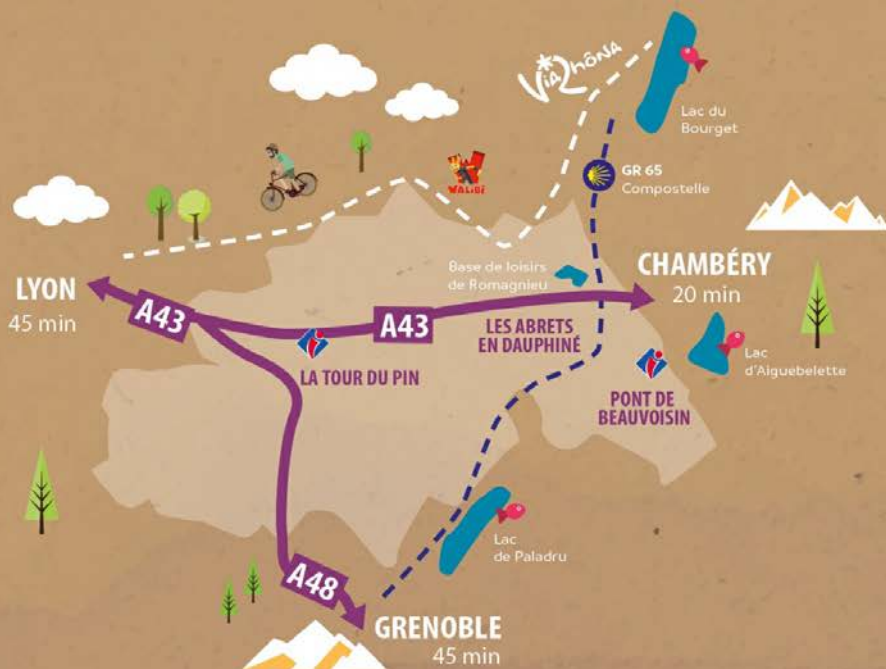 ViaRhôna
Lac du
Bourget
GR 65
Compostelle
WALIBI
Base de loisirs
de Romagnieu
CHAMBÉRY
20 min
LYON
45 min
A43
A43
LES ABRETS
EN DAUPHINÉ
LA TOUR DU PIN
Lac
d'Aiguebelette
PONT DE
BEAUVOISIN
Lac
de Paladru
A48
GRENOBLE
45 min